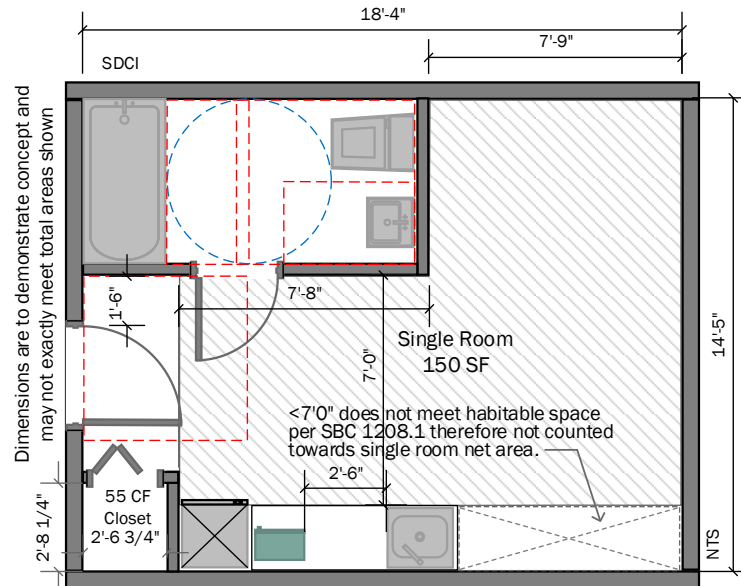 18'-4"
7'-9"
SDCI
Dimensions are to demonstrate concept and
may not exactly meet total areas shown
1'-6"
7'-8"
7'-0"
Single Room
150 SF
14'-5"
<7'0" does not meet habitable space
per SBC 1208.1 therefore not counted
towards single room net area.
2'-6"
55 CF
Closet
2'-6 3/4"
2'-8 1/4"
NTS